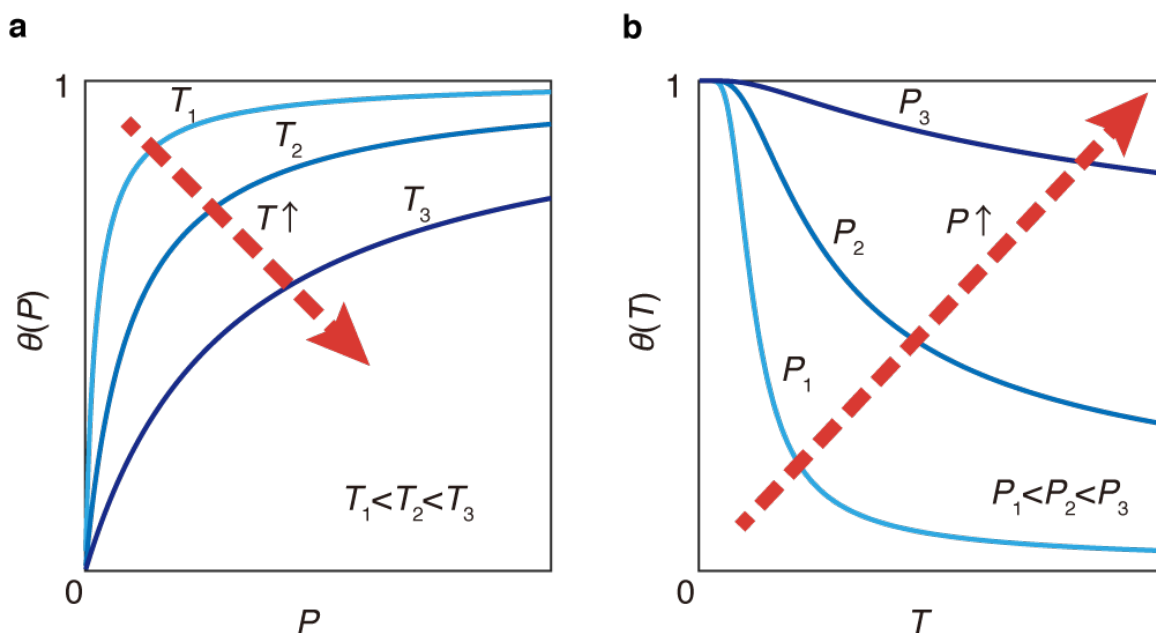 a
1
T₁
T₂
T₃
T↑
θ(P)
T₁<T₂<T₃
0
P
b
1
P₃
P↑
P₂
P₁
θ(T)
P₁<P₂<P₃
0
T